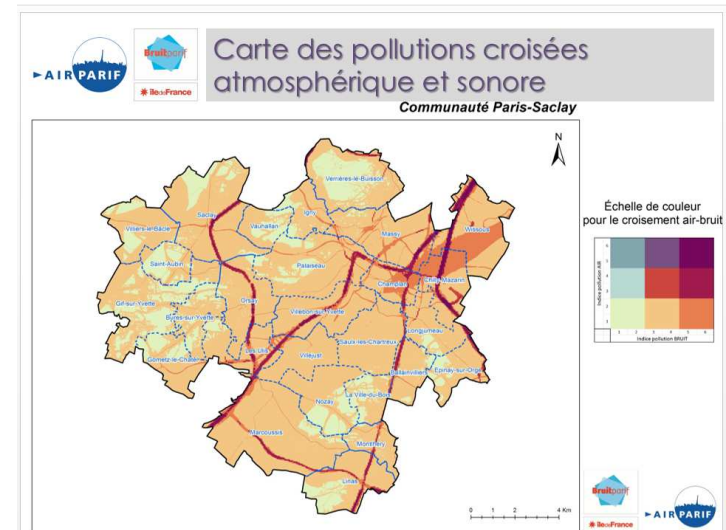 Carte des pollutions croisées
atmosphérique et sonore
AIRPARIF
Bruitparif
îledeFrance
Communauté Paris-Saclay
N
Verrières-le-Buisson
Igny
Saclay
Vauhallan
Massy
Wissous
Villiers-le-Bâcle
Saint-Aubin
Palaiseau
Champlan
Chilly-Mazarin
Gif-sur-Yvette
Orsay
Bures-sur-Yvette
Villebon-sur-Yvette
Longjumeau
Gometz-le-Châtel
Les Ulis
Villejust
Saulx-les-Chartreux
Ballainvilliers
Épinay-sur-Orge
Nozay
La Ville-du-Bois
Marcoussis
Montlhéry
Linas
Échelle de couleur
pour le croisement air-bruit
Indice pollution AIR
Indice pollution BRUIT
0 1 2 4 Km
Bruitparif
îledeFrance
AIRPARIF